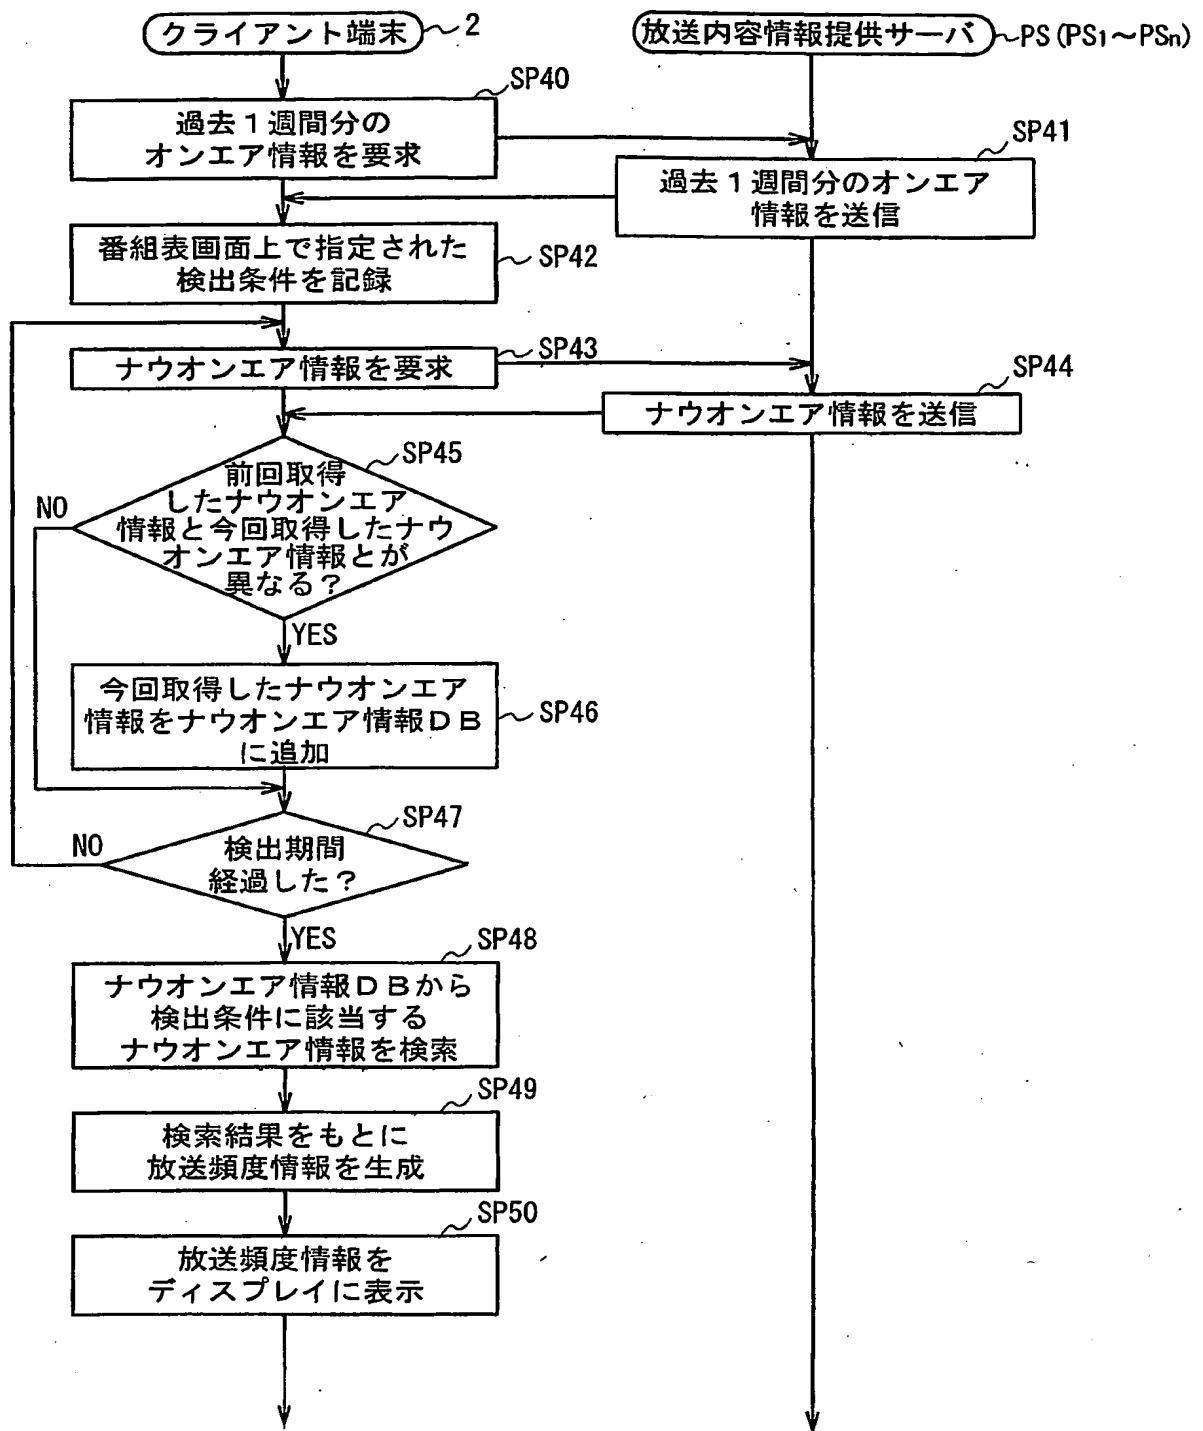 クライアント端末
2
放送内容情報提供サーバ
PS(PS1～PSn)
SP40
過去１週間分の
オンエア情報を要求
SP41
過去１週間分のオンエア
情報を送信
番組表画面上で指定された
検出条件を記録
SP42
SP43
ナウオンエア情報を要求
SP44
ナウオンエア情報を送信
SP45
前回取得
したナウオンエア
情報と今回取得したナウ
オンエア情報とが
異なる？
NO
YES
今回取得したナウオンエア
情報をナウオンエア情報ＤＢ
に追加
SP46
SP47
検出期間
経過した？
NO
YES
SP48
ナウオンエア情報ＤＢから
検出条件に該当する
ナウオンエア情報を検索
SP49
検索結果をもとに
放送頻度情報を生成
SP50
放送頻度情報を
ディスプレイに表示